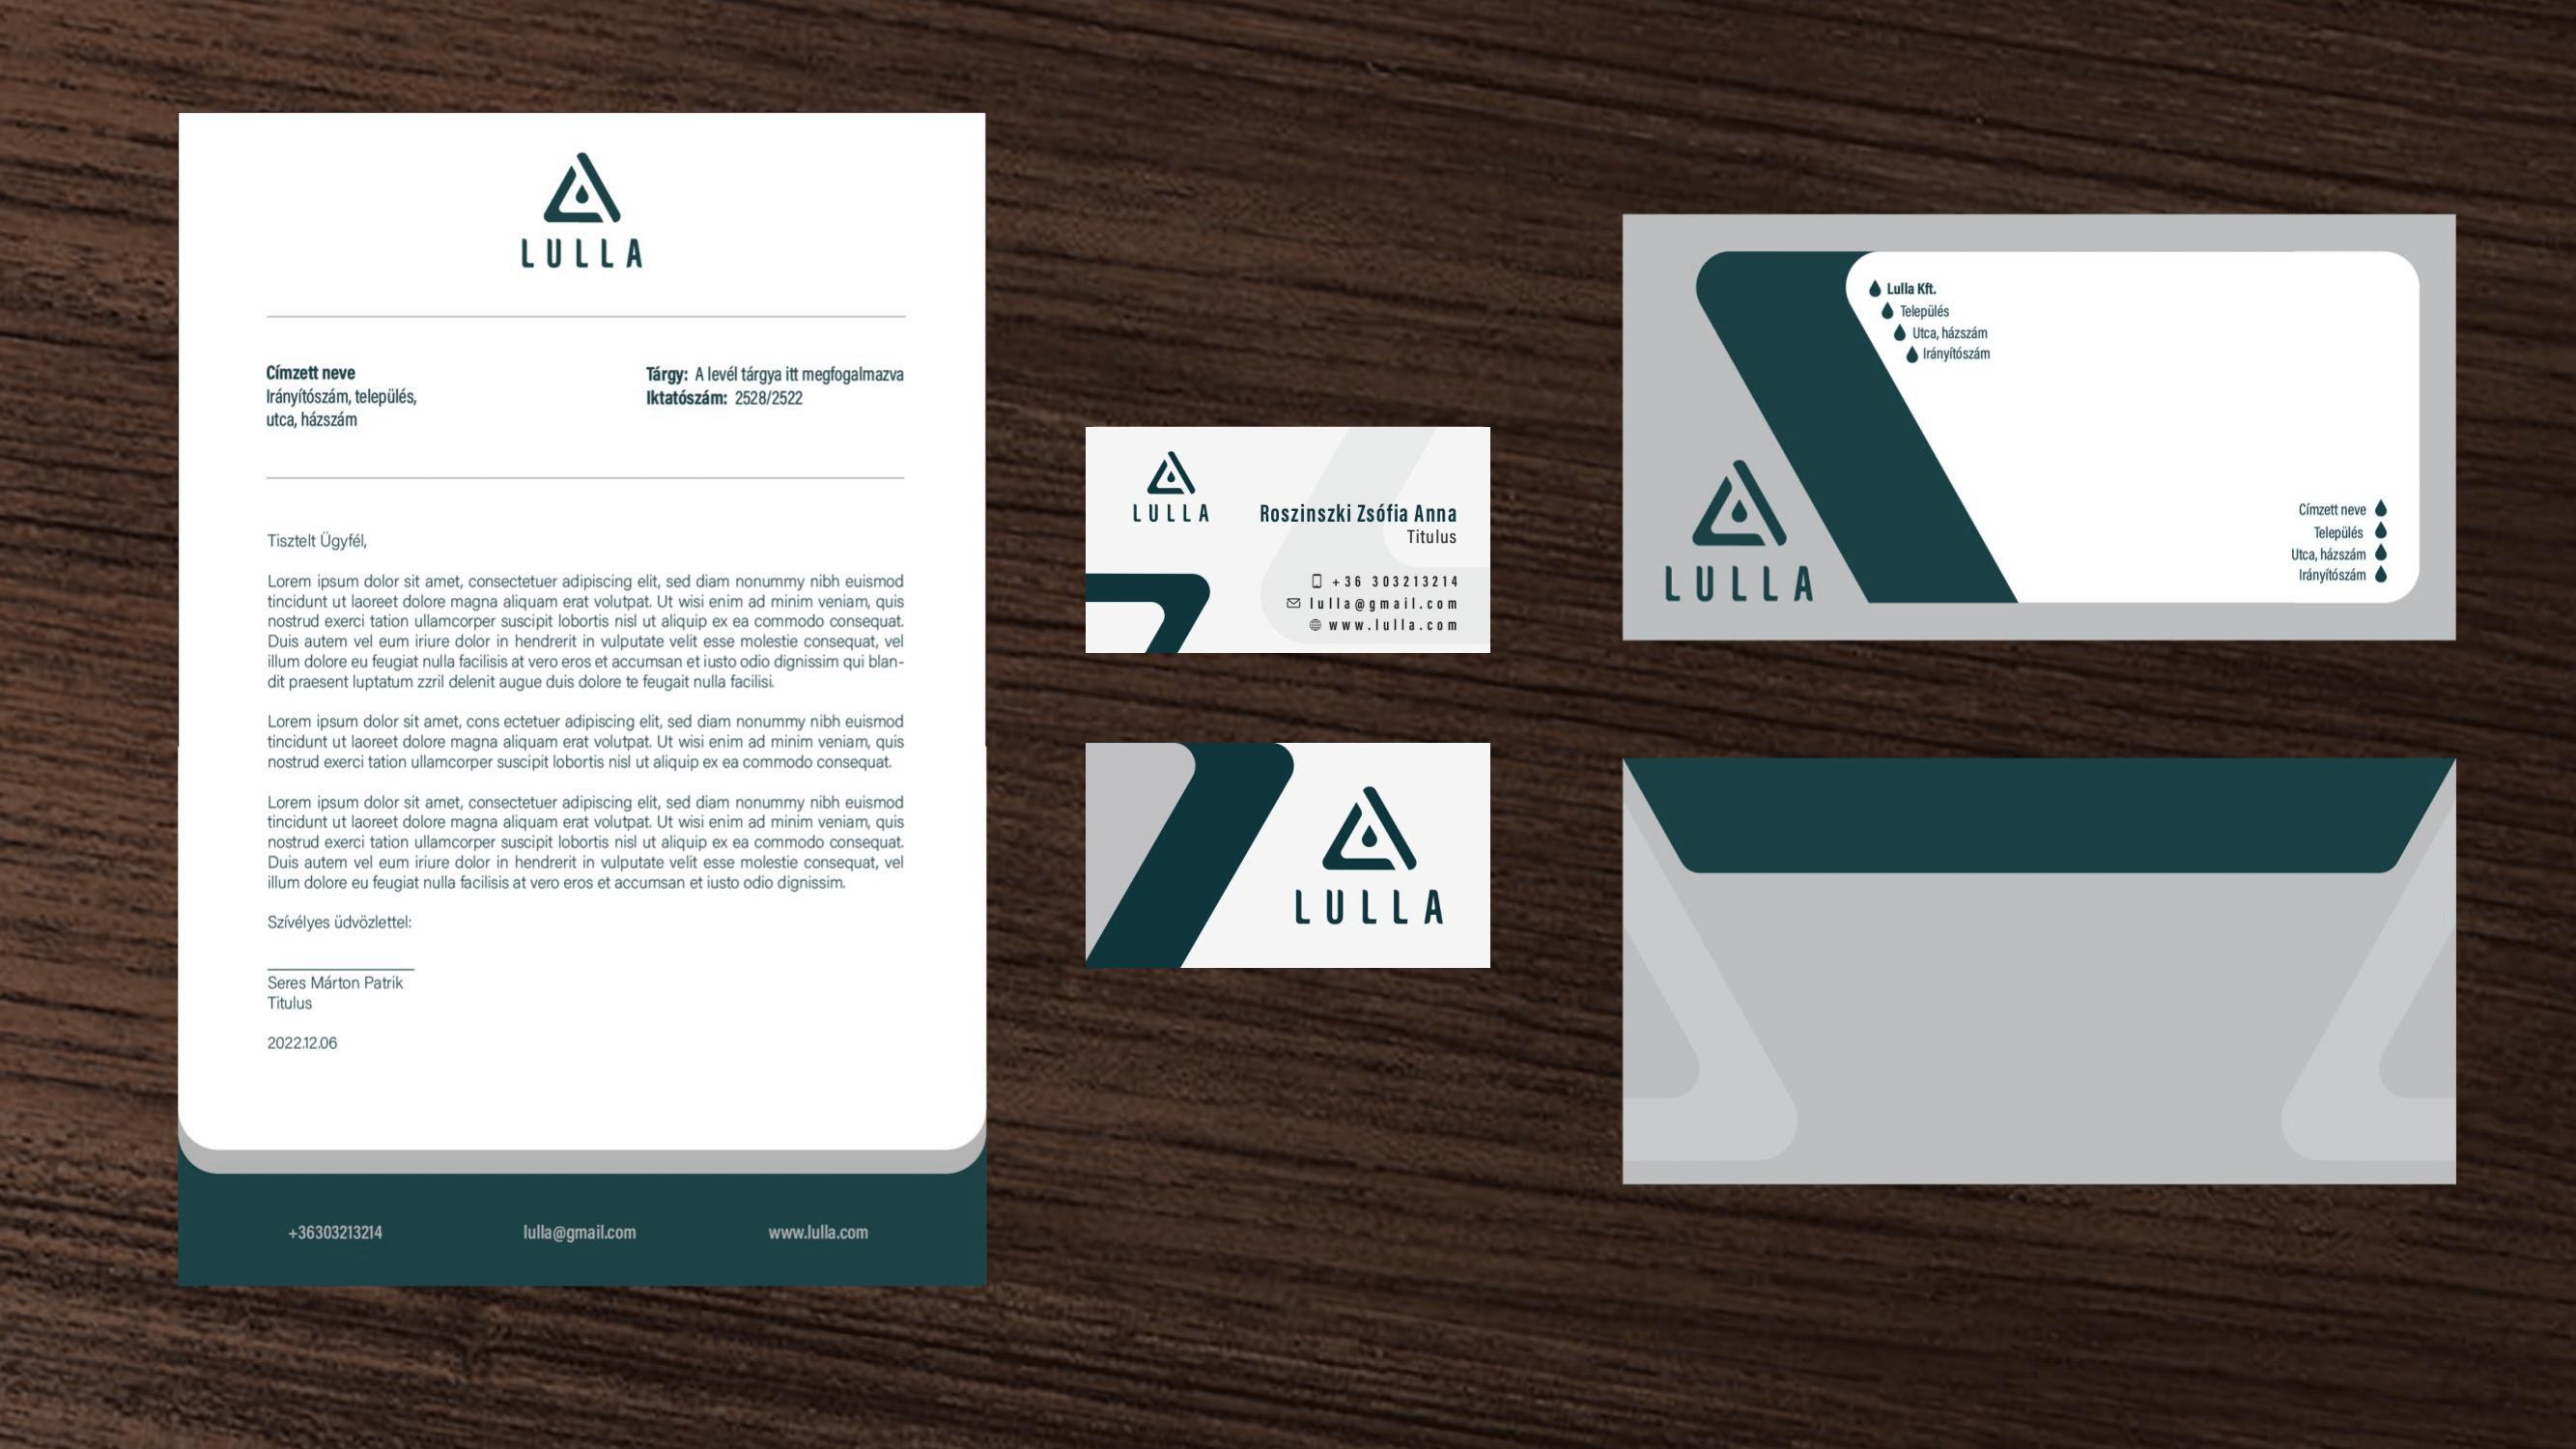 LULLA
Címzett neve
Irányítószám, település,
utca, házszám
Tárgy: A levél tárgya itt megfogalmazva
Iktatószám: 2528/2522
Tisztelt Ügyfél,
Lorem ipsum dolor sit amet, consectetuer adipiscing elit, sed diam nonummy nibh euismod
tincidunt ut laoreet dolore magna aliquam erat volutpat. Ut wisi enim ad minim veniam, quis
nostrud exerci tation ullamcorper suscipit lobortis nisl ut aliquip ex ea commodo consequat.
Duis autem vel eum iriure dolor in hendrerit in vulputate velit esse molestie consequat, vel
illum dolore eu feugiat nulla facilisis at vero eros et accumsan et iusto odio dignissim qui blan-
dit praesent luptatum zzril delenit augue duis dolore te feugait nulla facilisi.
Lorem ipsum dolor sit amet, cons ectetuer adipiscing elit, sed diam nonummy nibh euismod
tincidunt ut laoreet dolore magna aliquam erat volutpat. Ut wisi enim ad minim veniam, quis
nostrud exerci tation ullamcorper suscipit lobortis nisl ut aliquip ex ea commodo consequat.
Lorem ipsum dolor sit amet, consectetuer adipiscing elit, sed diam nonummy nibh euismod
tincidunt ut laoreet dolore magna aliquam erat volutpat. Ut wisi enim ad minim veniam, quis
nostrud exerci tation ullamcorper suscipit lobortis nisl ut aliquip ex ea commodo consequat.
Duis autem vel eum iriure dolor in hendrerit in vulputate velit esse molestie consequat, vel
illum dolore eu feugiat nulla facilisis at vero eros et accumsan et iusto odio dignissim.
Szívélyes üdvözlettel:
Seres Márton Patrik
Titulus
2022.12.06
+36303213214
lulla@gmail.com
www.lulla.com
LULLA
Roszinszki Zsófia Anna
Titulus
+36 303213214
lulla@gmail.com
www.lulla.com
LULLA
Lulla Kft.
Település
Utca, házszám
Irányítószám
LULLA
Címzett neve
Település
Utca, házszám
Irányítószám